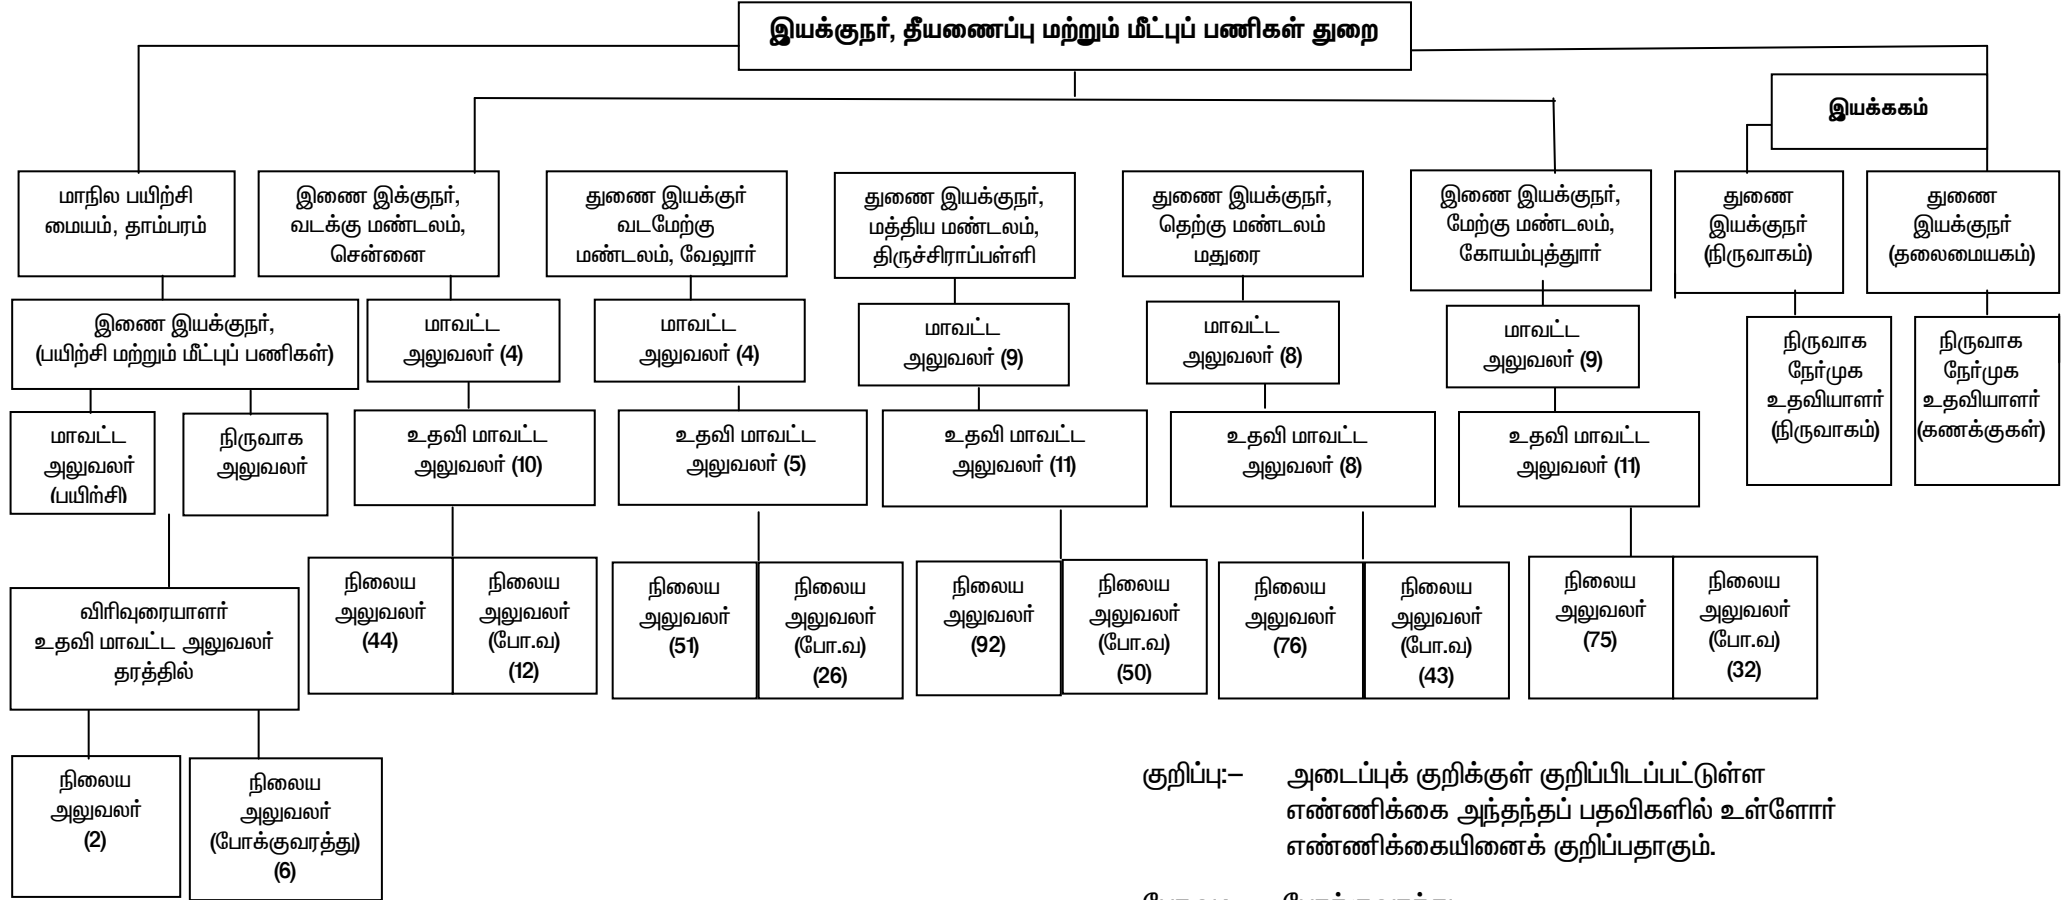 இயக்குநர், தீயணைப்பு மற்றும் மீட்புப் பணிகள் துறை
இயக்ககம்
மாநில பயிற்சி
மையம், தாம்பரம்
இணை இக்குநர்,
வடக்கு மண்டலம்,
சென்னை
துணை இயக்குர்
வடமேற்கு
மண்டலம், வேலூர்
துணை இயக்குநர்,
மத்திய மண்டலம்,
திருச்சிராப்பள்ளி
துணை இயக்குநர்,
தெற்கு மண்டலம்
மதுரை
இணை இயக்குநர்,
மேற்கு மண்டலம்,
கோயம்புத்தூர்
துணை
இயக்குநர்
(நிருவாகம்)
துணை
இயக்குநர்
(தலைமையகம்)
இணை இயக்குநர்,
(பயிற்சி மற்றும் மீட்புப் பணிகள்)
மாவட்ட
அலுவலர் (4)
மாவட்ட
அலுவலர் (4)
மாவட்ட
அலுவலர் (9)
மாவட்ட
அலுவலர் (8)
மாவட்ட
அலுவலர் (9)
நிருவாக
நேர்முக
உதவியாளர்
(நிருவாகம்)
நிருவாக
நேர்முக
உதவியாளர்
(கணக்குகள்)
மாவட்ட
அலுவலர்
(பயிற்சி)
நிருவாக
அலுவலர்
உதவி மாவட்ட
அலுவலர் (10)
உதவி மாவட்ட
அலுவலர் (5)
உதவி மாவட்ட
அலுவலர் (11)
உதவி மாவட்ட
அலுவலர் (8)
உதவி மாவட்ட
அலுவலர் (11)
விரிவுரையாளர்
உதவி மாவட்ட அலுவலர்
தரத்தில்
நிலைய
அலுவலர்
(44)
நிலைய
அலுவலர்
(போ.வ)
(12)
நிலைய
அலுவலர்
(51)
நிலைய
அலுவலர்
(போ.வ)
(26)
நிலைய
அலுவலர்
(92)
நிலைய
அலுவலர்
(போ.வ)
(50)
நிலைய
அலுவலர்
(76)
நிலைய
அலுவலர்
(போ.வ)
(43)
நிலைய
அலுவலர்
(75)
நிலைய
அலுவலர்
(போ.வ)
(32)
நிலைய
அலுவலர்
(2)
நிலைய
அலுவலர்
(போக்குவரத்து)
(6)
குறிப்பு:– அடைப்புக் குறிக்குள் குறிப்பிடப்பட்டுள்ள
எண்ணிக்கை அந்தந்தப் பதவிகளில் உள்ளோர்
எண்ணிக்கையினைக் குறிப்பதாகும்.